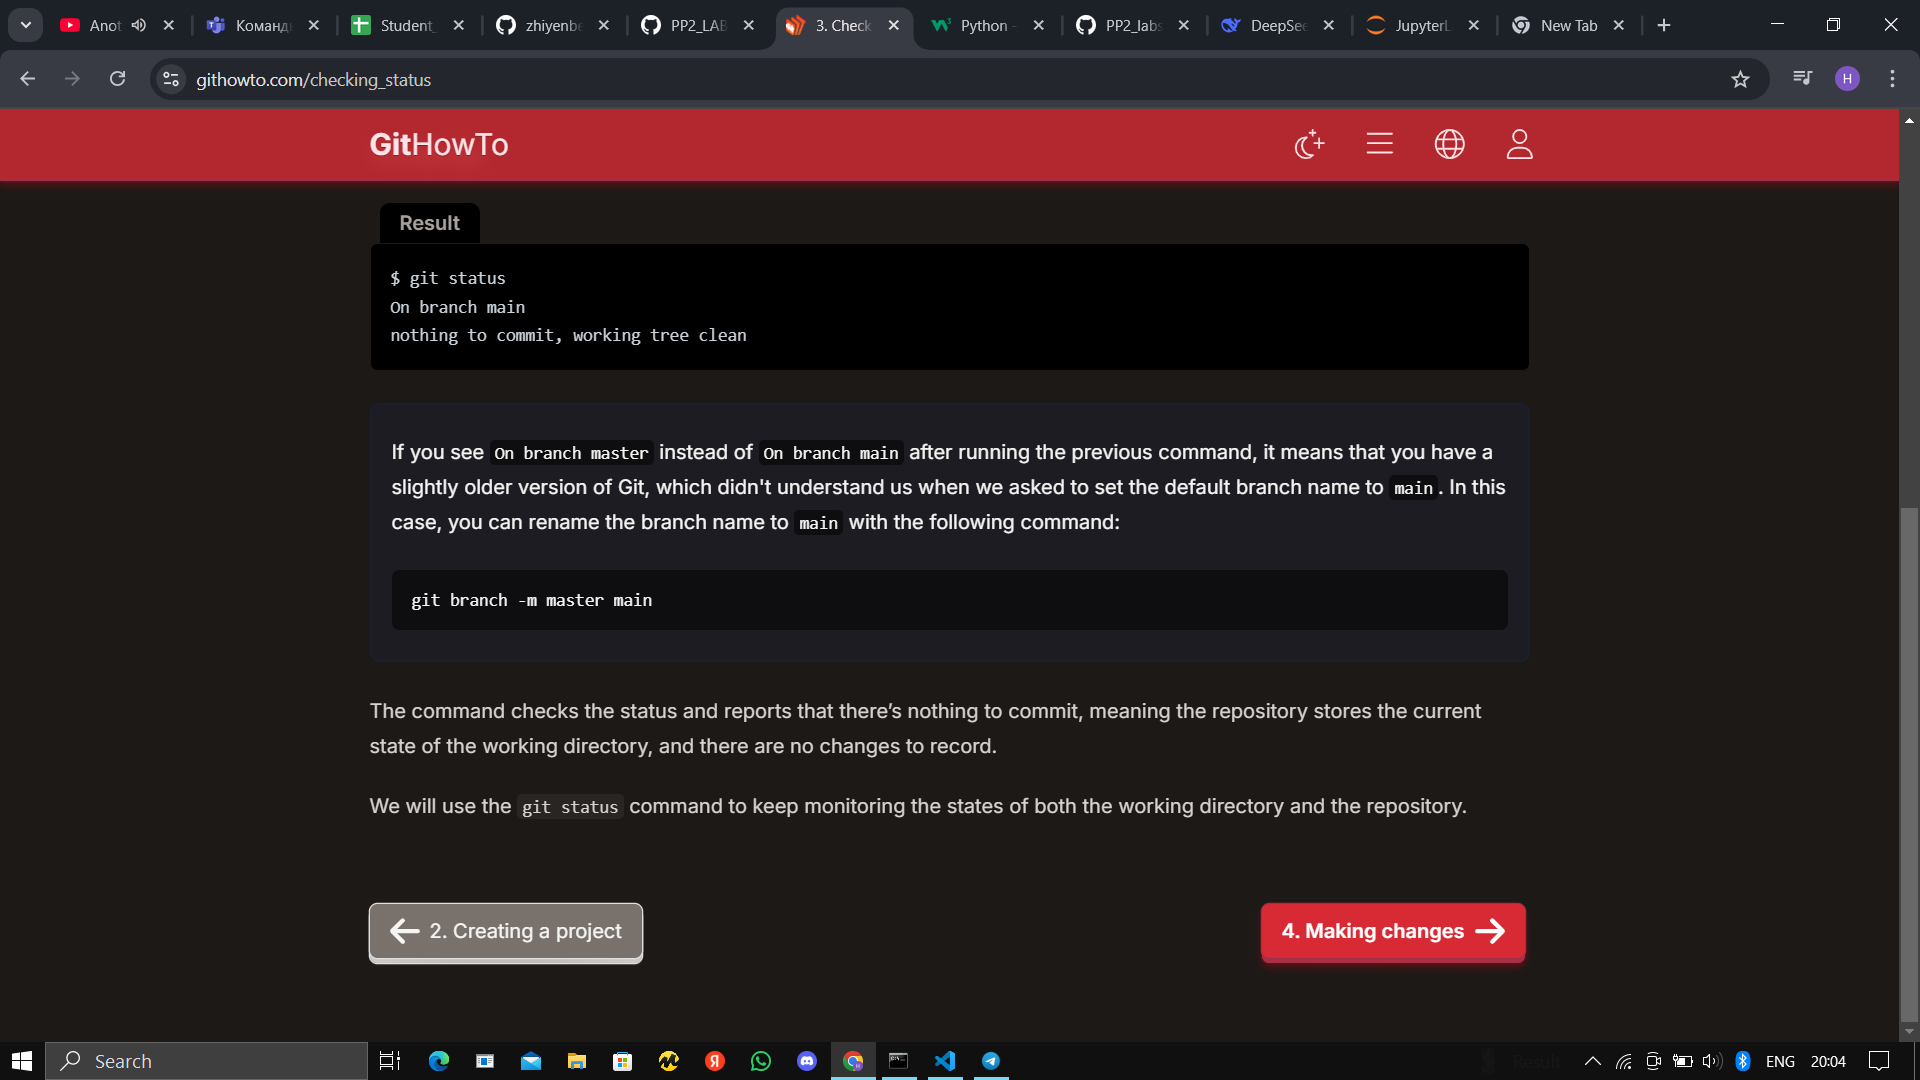 Anot
Команд
Student_
zhiyenbe
PP2_LAB
3. Check
Python -
PP2_labs
DeepSee
JupyterL
New Tab
githowto.com/checking_status
H
GitHowTo
Result
$ git status
On branch main
nothing to commit, working tree clean
If you see On branch master instead of On branch main after running the previous command, it means that you have a
slightly older version of Git, which didn't understand us when we asked to set the default branch name to main. In this
case, you can rename the branch name to main with the following command:
git branch -m master main
The command checks the status and reports that there’s nothing to commit, meaning the repository stores the current
state of the working directory, and there are no changes to record.
We will use the git status command to keep monitoring the states of both the working directory and the repository.
2. Creating a project
4. Making changes
Search
Result
ENG
20:04